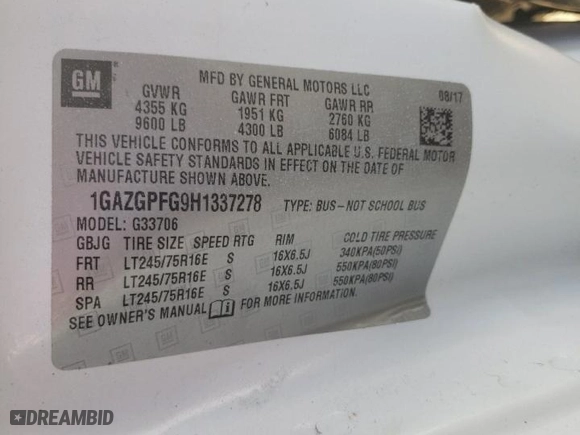 GM
MFD BY GENERAL MOTORS LLC
08/17
GVWR GAWR FRT GAWR RR
4355 KG 1951 KG 2760 KG
9600 LB 4300 LB 6084 LB
THIS VEHICLE CONFORMS TO ALL APPLICABLE U.S. FEDERAL MOTOR
VEHICLE SAFETY STANDARDS IN EFFECT ON THE DATE OF
MANUFACTURE SHOWN ABOVE.
1GAZGPFG9H1337278 TYPE: BUS-NOT SCHOOL BUS
MODEL: G33706
GBJG TIRE SIZE SPEED RTG RIM COLD TIRE PRESSURE
FRT LT245/75R16E S 16X6.5J 340KPA(50PSI)
RR LT245/75R16E S 16X6.5J 550KPA(80PSI)
SPA LT245/75R16E S 16X6.5J 550KPA(80PSI)
SEE OWNER'S MANUAL FOR MORE INFORMATION.
DREAMBID